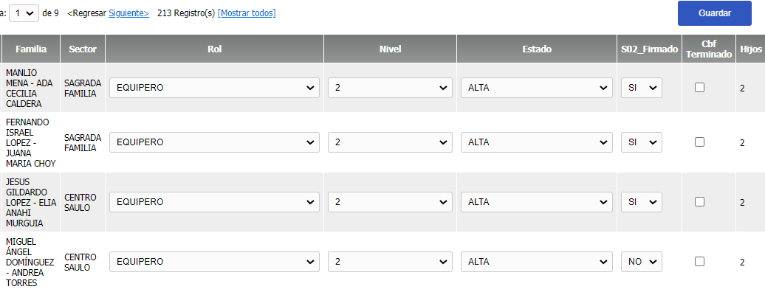 a: 1 de 9 <Regresar Siguiente> 213 Registro(s) [Mostrar todos] Guardar
Familia Sector Rol Nivel Estado S02_Firmado Cbf Terminado Hijos
MANLIO
MENA - ADA
CECILIA
CALDERA
SAGRADA
FAMILIA
EQUIPERO 2 ALTA SI 2
FERNANDO
ISRAEL
LOPEZ -
JUANA
MARIA CHOY
SAGRADA
FAMILIA
EQUIPERO 2 ALTA SI 2
JESUS
GILDARDO
LOPEZ - ELIA
ANAHI
MURGUIA
CENTRO
SAULO
EQUIPERO 2 ALTA SI 2
MIGUEL
ÁNGEL
DOMÍNGUEZ
- ANDREA
TORRES
CENTRO
SAULO
EQUIPERO 2 ALTA NO 2